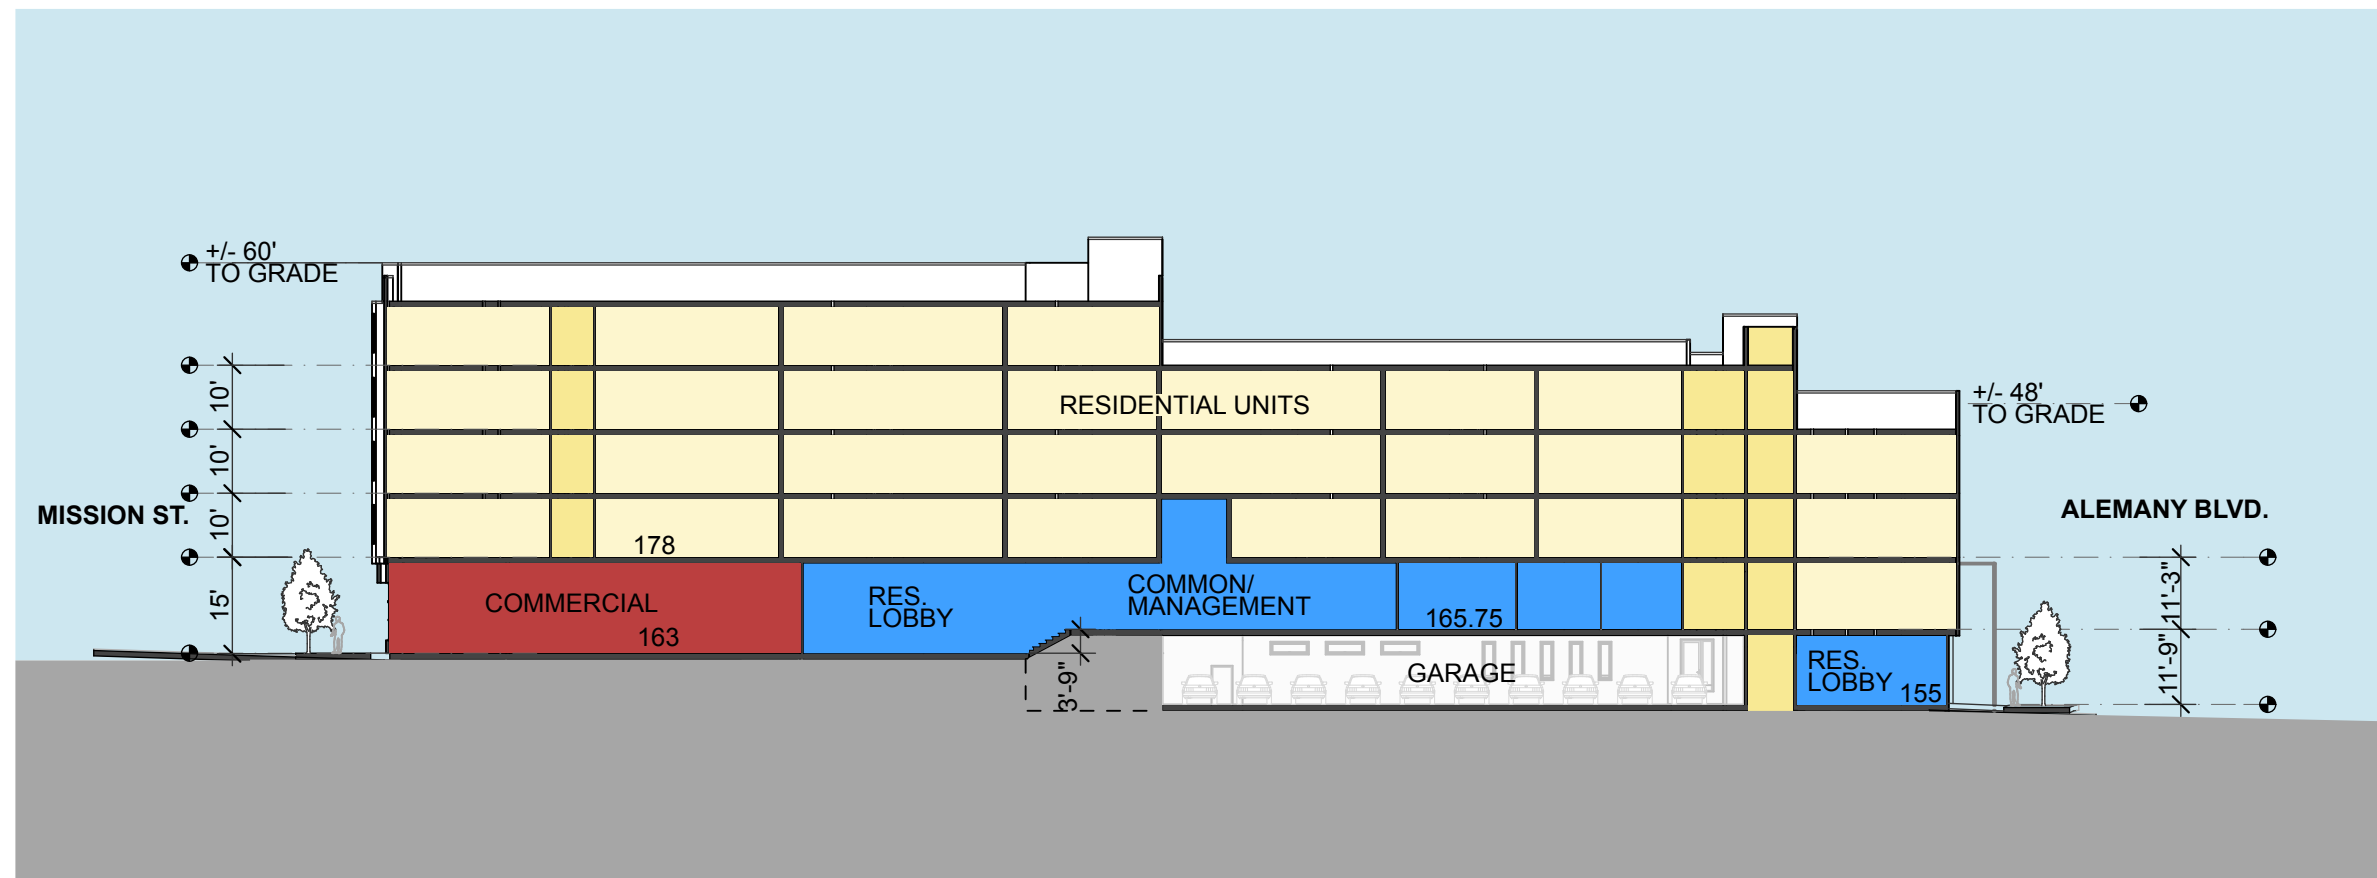 +/- 60'
TO GRADE
RESIDENTIAL UNITS
+/- 48'
TO GRADE
10'
10'
10'
15'
MISSION ST.
ALEMANY BLVD.
178
COMMERCIAL
163
RES.
LOBBY
COMMON/
MANAGEMENT
165.75
11'-3"
11'-9"
3'-9"
GARAGE
RES.
LOBBY 155